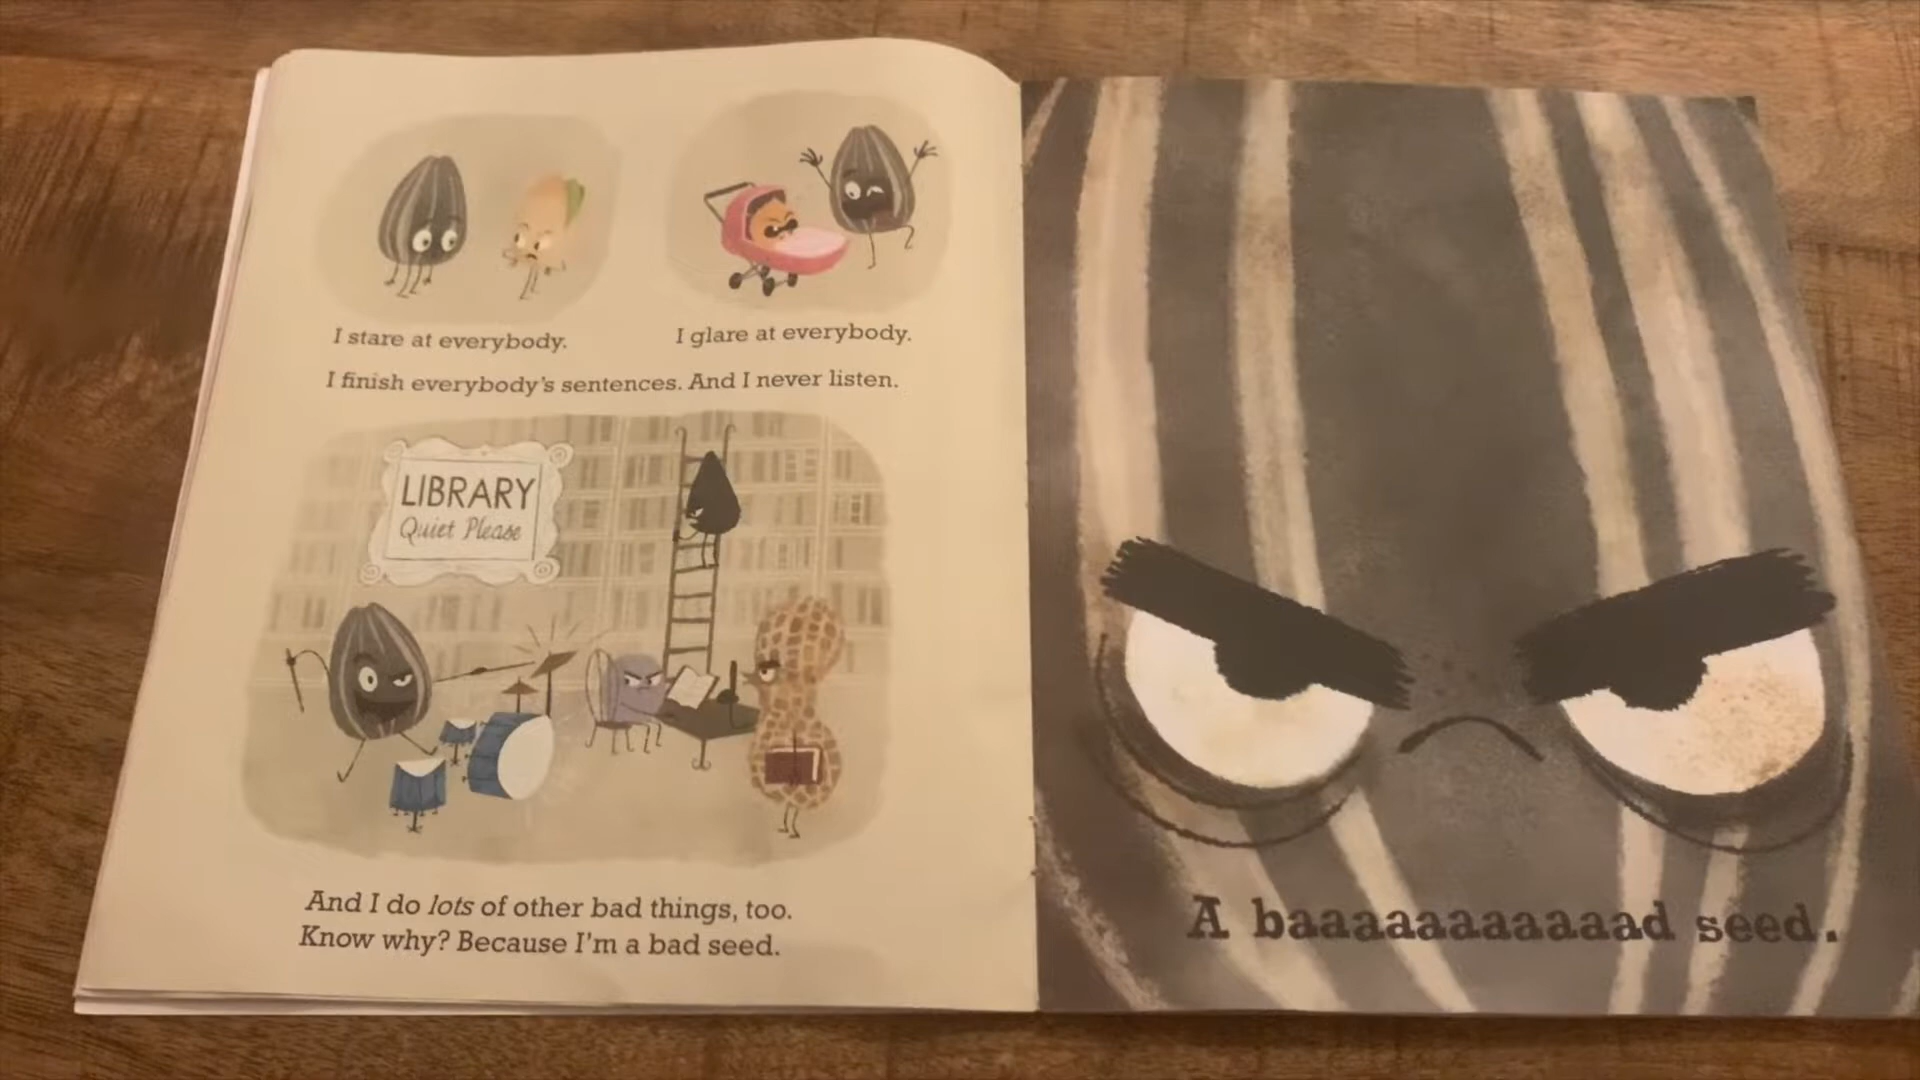 I stare at everybody.
I glare at everybody.
I finish everybody's sentences. And I never listen.
LIBRARY
Quiet Please
And I do lots of other bad things, too.
Know why? Because I'm a bad seed.
A baaaaaaaaaaaad seed.